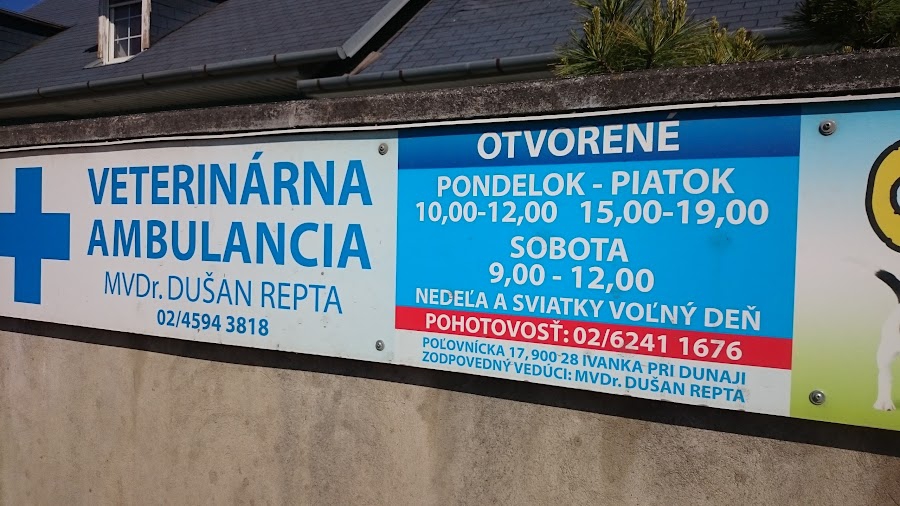 VETERINÁRNA
AMBULANCIA
MVDr. DUŠAN REPTA
02/4594 3818
OTVORENÉ
PONDELOK - PIATOK
10,00-12,00 15,00-19,00
SOBOTA
9,00 - 12,00
NEDEĽA A SVIATKY VOĽNÝ DEŇ
POHOTOVOSŤ: 02/6241 1676
POĽOVNÍCKA 17, 900 28 IVANKA PRI DUNAJI
ZODPOVEDNÝ VEDÚCI: MVDr. DUŠAN REPTA